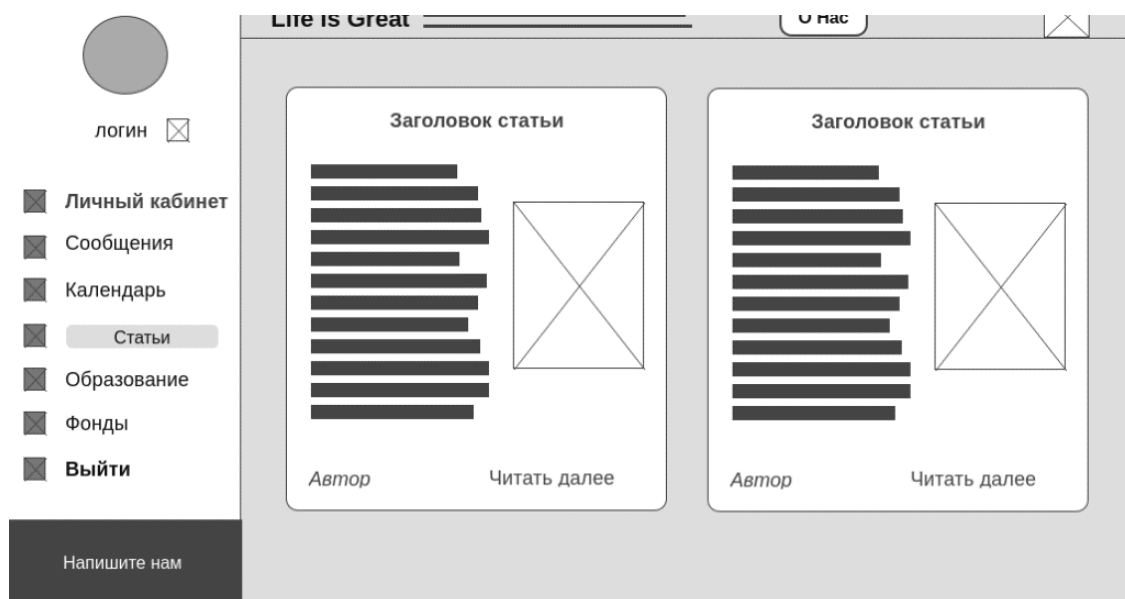 Life is Great
О Нас
логин
Личный кабинет
Сообщения
Календарь
Статьи
Образование
Фонды
Выйти
Напишите нам
Заголовок статьи
Автор
Читать далее
Заголовок статьи
Автор
Читать далее